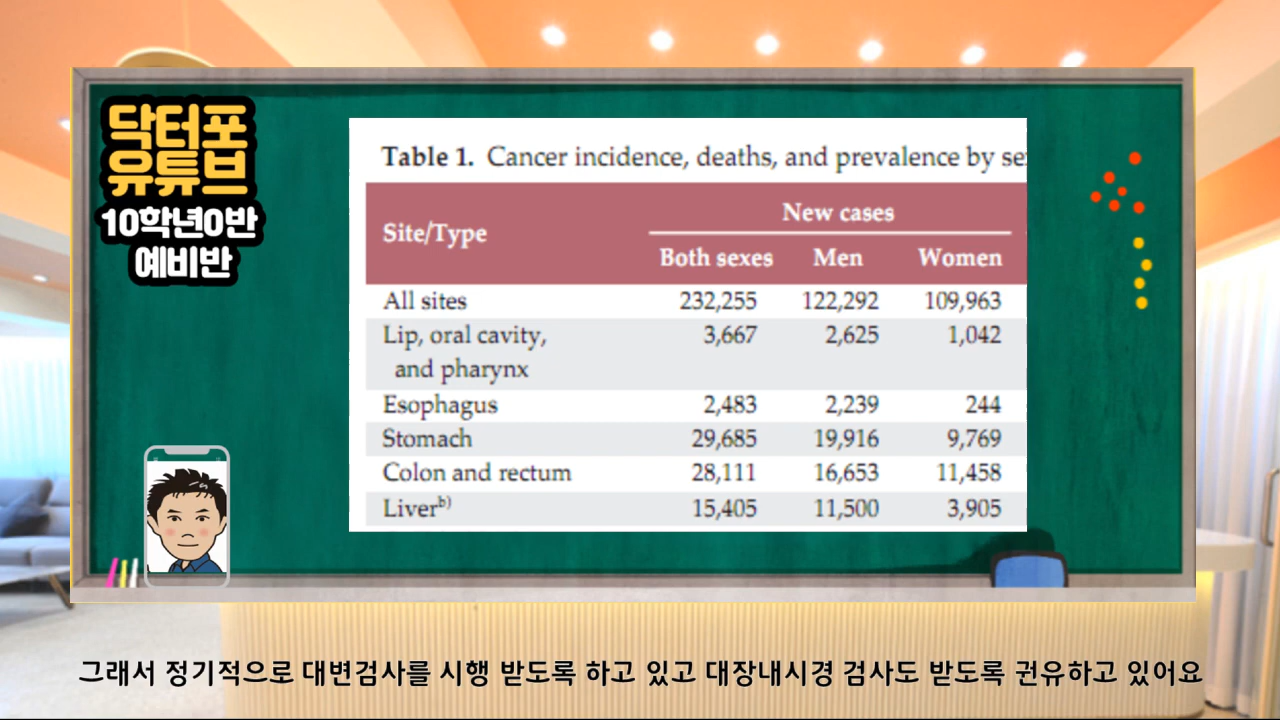 닥터포
유튜브
10학년0반
예비반
Table 1. Cancer incidence, deaths, and prevalence by se
Site/Type
New cases
Both sexes Men Women
All sites 232,255 122,292 109,963
Lip, oral cavity, 3,667 2,625 1,042
and pharynx
Esophagus 2,483 2,239 244
Stomach 29,685 19,916 9,769
Colon and rectum 28,111 16,653 11,458
Liverb) 15,405 11,500 3,905
그래서 정기적으로 대변검사를 시행 받도록 하고 있고 대장내시경 검사도 받도록 권유하고 있어요